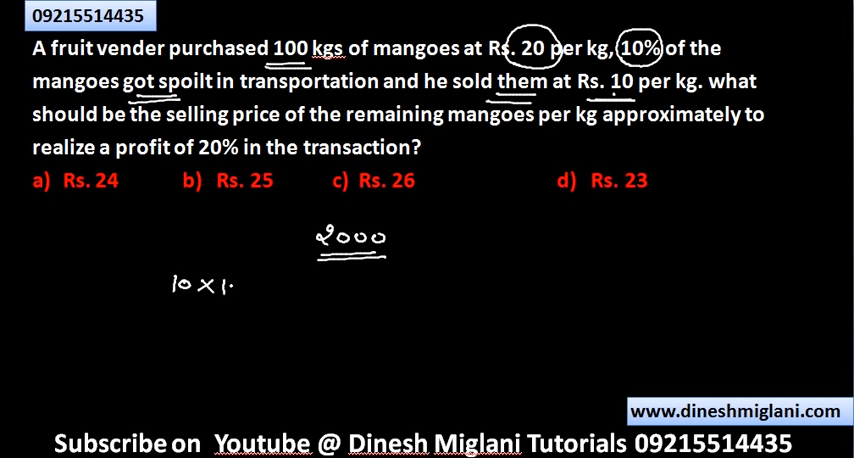 09215514435
A fruit vender purchased 100 kgs of mangoes at Rs. 20 per kg, 10% of the
mangoes got spoilt in transportation and he sold them at Rs. 10 per kg. what
should be the selling price of the remaining mangoes per kg approximately to
realize a profit of 20% in the transaction?
a) Rs. 24 b) Rs. 25 c) Rs. 26 d) Rs. 23
2000
10 × 1
www.dineshmiglani.com
Subscribe on Youtube @ Dinesh Miglani Tutorials 09215514435